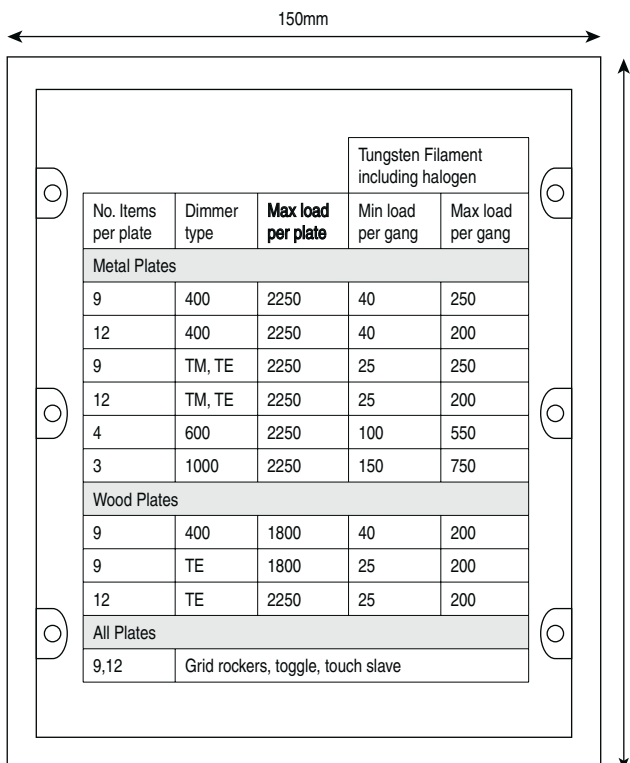 150mm
Tungsten Filament
including halogen
No. Items per plate Dimmer type Max load per plate Min load per gang Max load per gang
Metal Plates
9 400 2250 40 250
12 400 2250 40 200
9 TM, TE 2250 25 250
12 TM, TE 2250 25 200
4 600 2250 100 550
3 1000 2250 150 750
Wood Plates
9 400 1800 40 200
9 TE 1800 25 200
12 TE 2250 25 200
All Plates
9,12 Grid rockers, toggle, touch slave